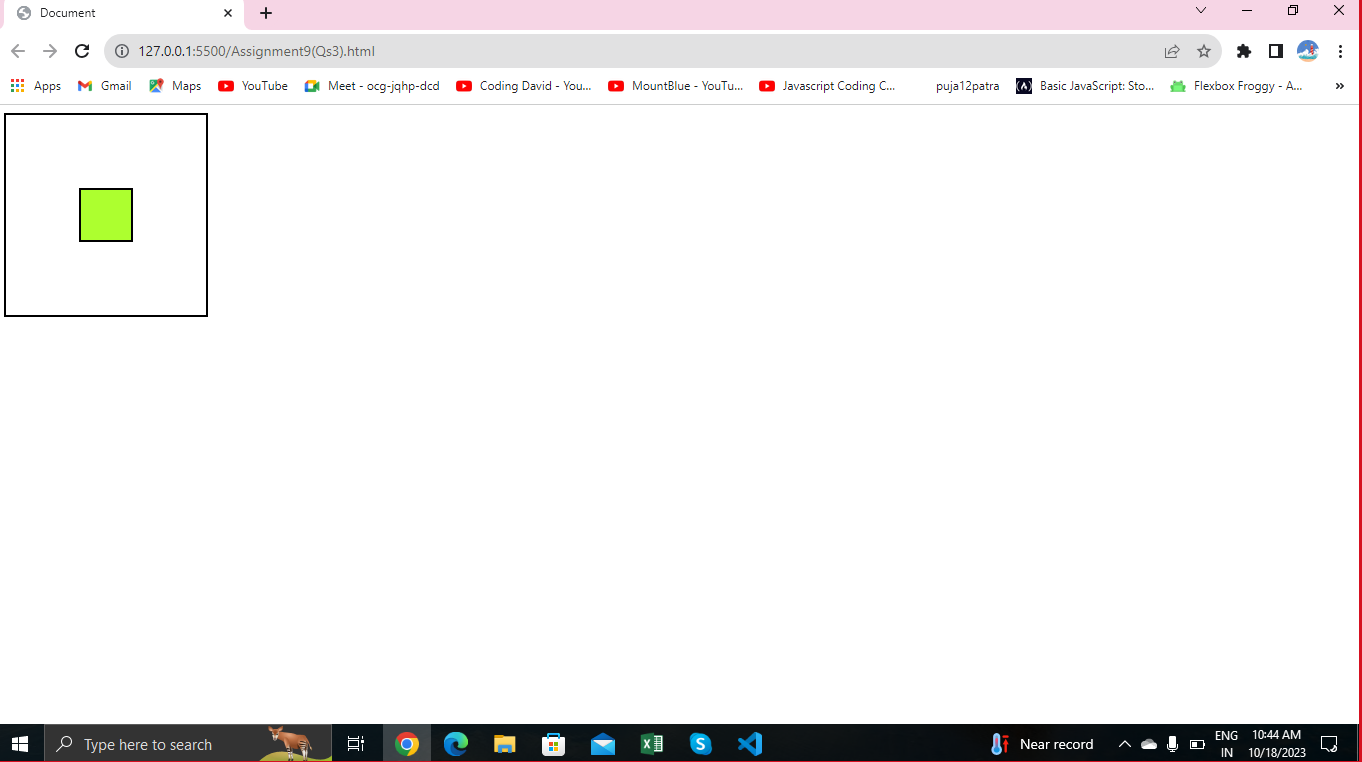 Document
127.0.0.1:5500/Assignment9(Qs3).html
Apps Gmail Maps YouTube Meet - ocg-jqhp-dcd Coding David - You... MountBlue - YouTu... Javascript Coding C... puja12patra (A) Basic JavaScript: Sto... Flexbox Froggy - A... »
Type here to search
Near record
ENG
IN
10:44 AM
10/18/2023